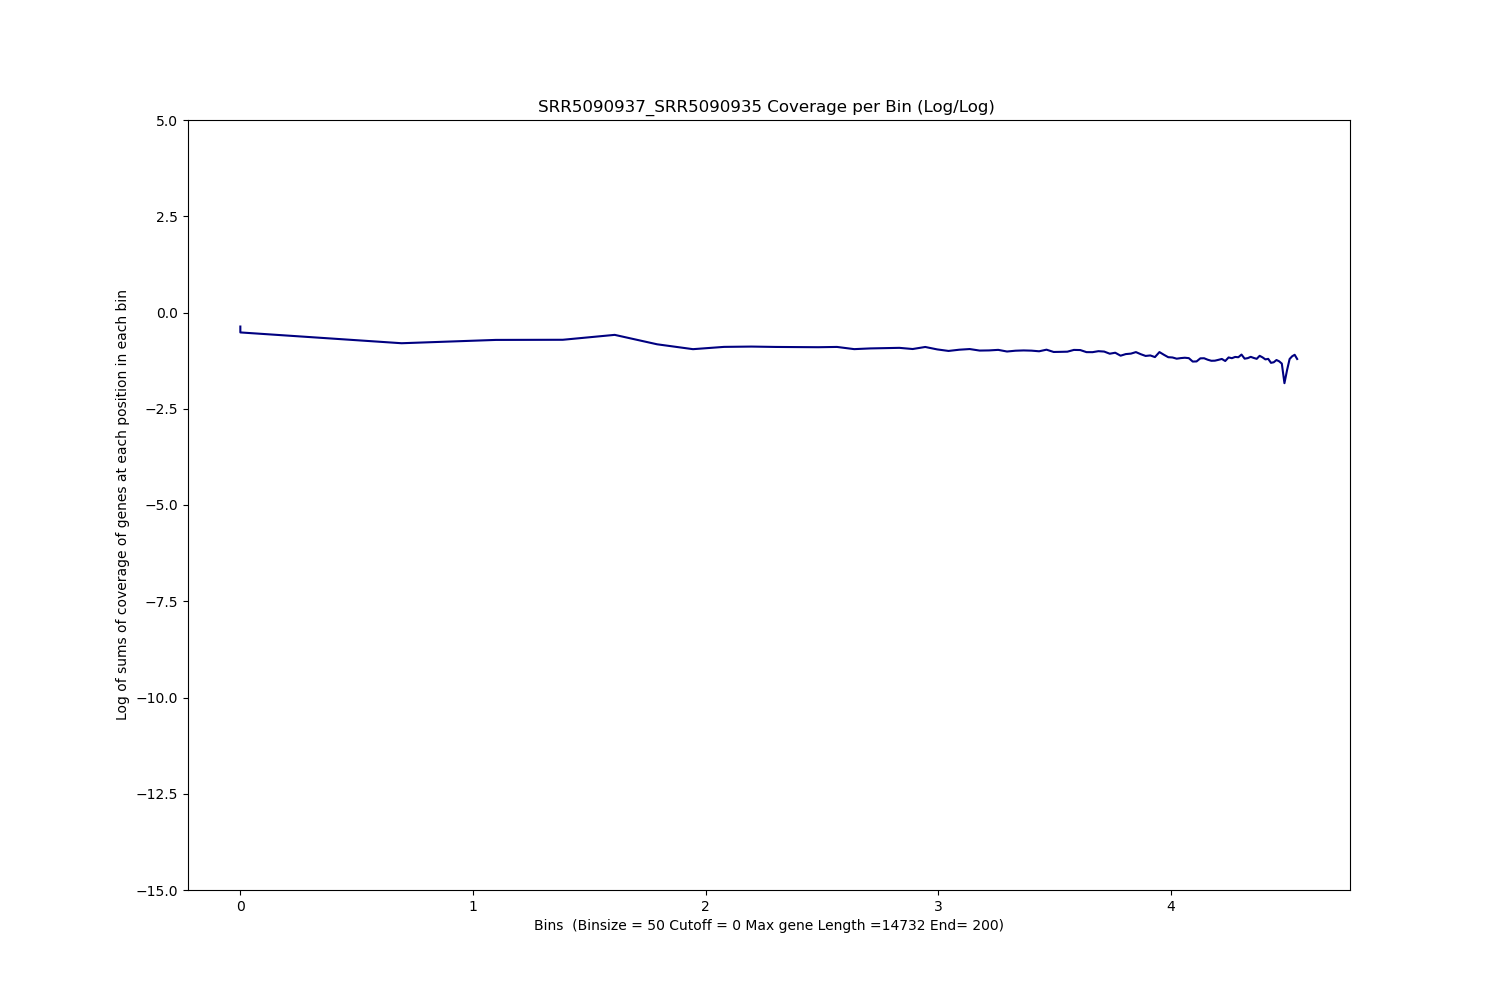 SRR5090937_SRR5090935 Coverage per Bin (Log/Log)
5.0
2.5
0.0
−2.5
−5.0
−7.5
−10.0
−12.5
−15.0
Log of sums of coverage of genes at each position in each bin
0 1 2 3 4
Bins  (Binsize = 50 Cutoff = 0 Max gene Length =14732 End= 200)